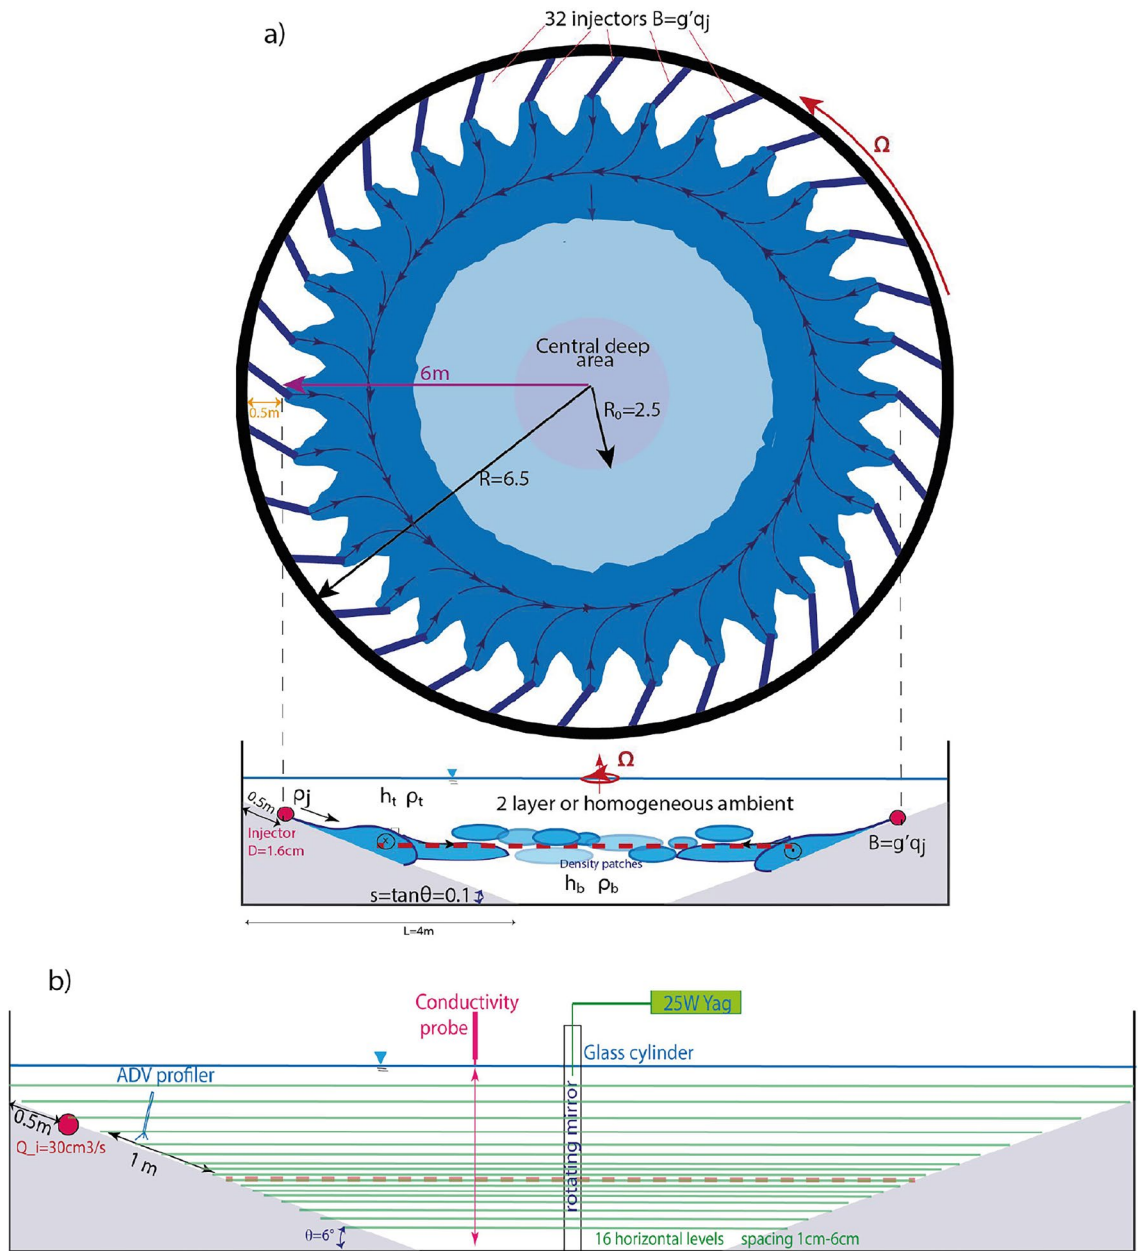 a)
32 injectors B=g'qⱼ
Ω
Central deep
area
6m
R₀=2.5
0.5m
R=6.5
Ω
0.5m
ρj
hₜ ρₜ
2 layer or homogeneous ambient
Injector
D=1.6cm
x
B=g'qⱼ
Density patches
h_b ρ_b
s=tanθ=0.1
L=4m
b)
Conductivity
probe
25W Yag
Glass cylinder
ADV profiler
0.5m
Q_i=30cm3/s
1 m
rotating mirror
θ=6°
16 horizontal levels spacing 1cm-6cm